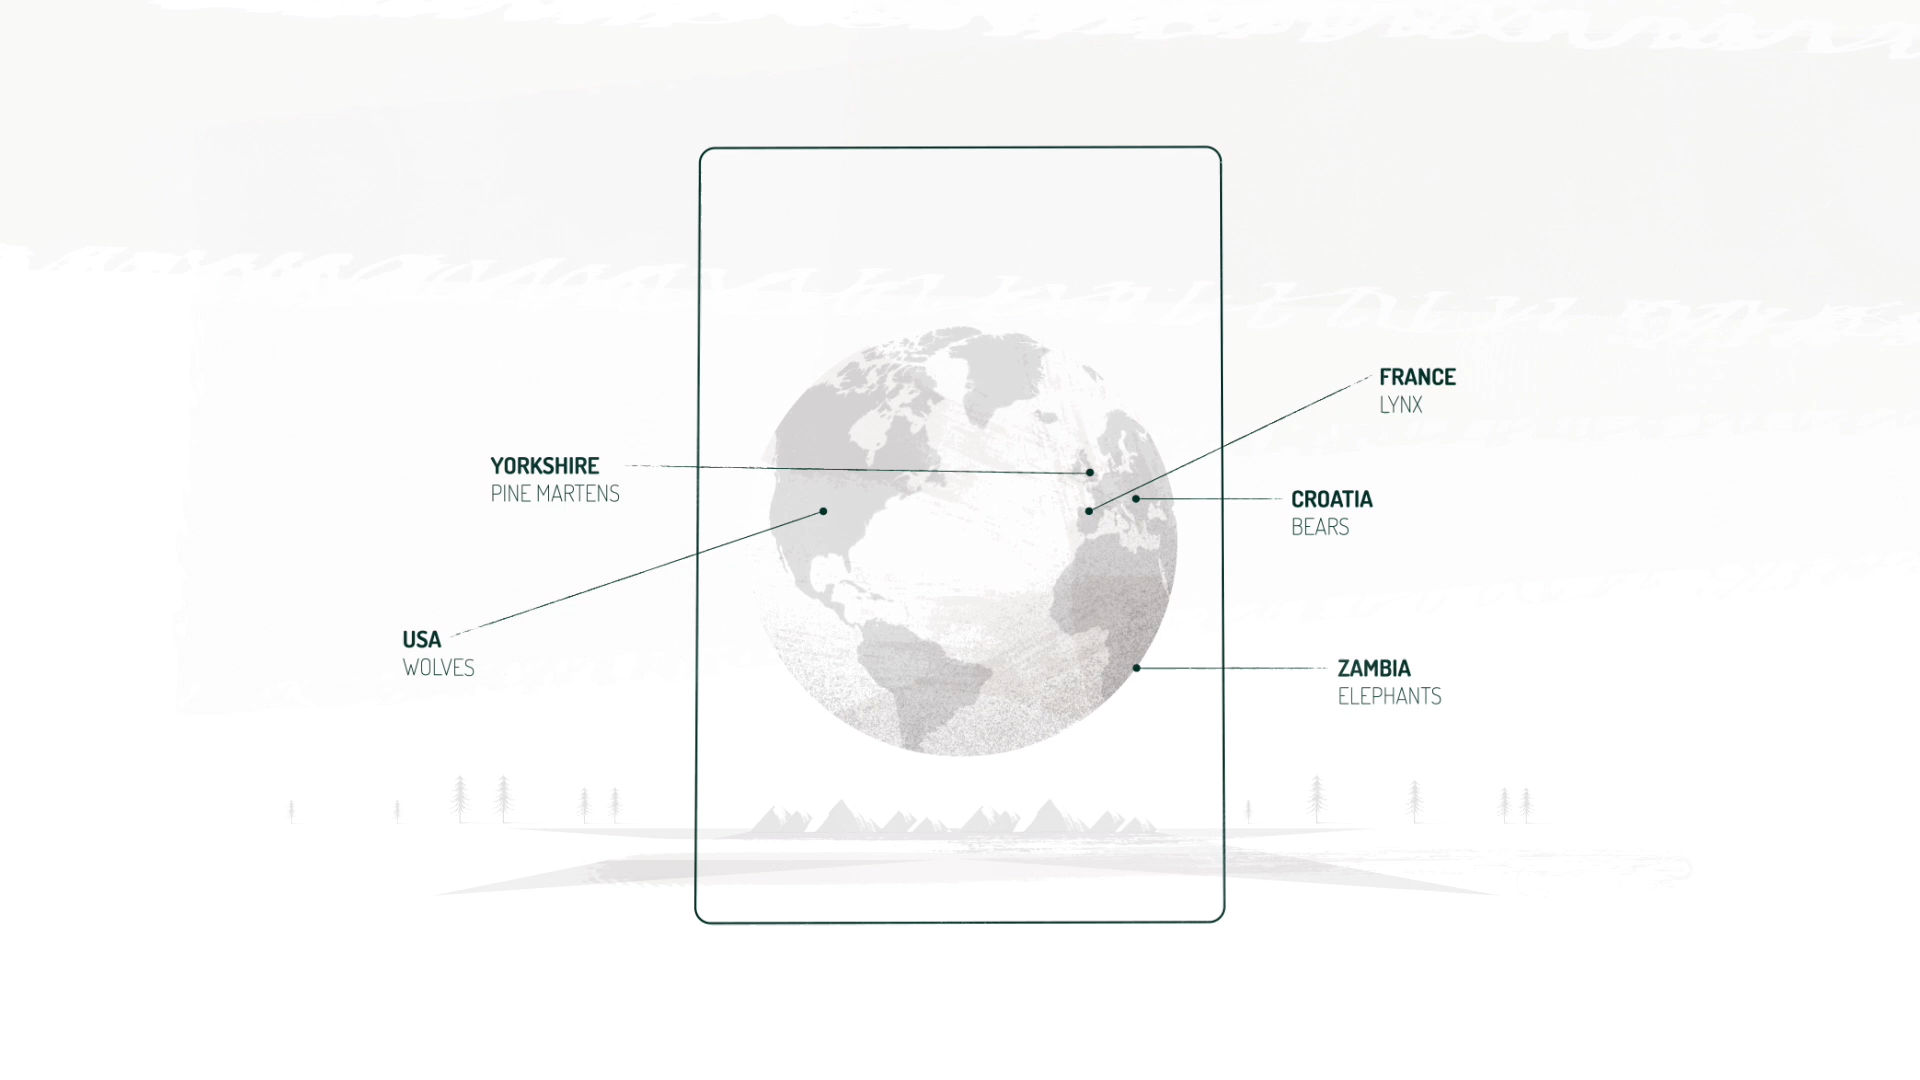 YORKSHIRE
PINE MARTENS
USA
WOLVES
FRANCE
LYNX
CROATIA
BEARS
ZAMBIA
ELEPHANTS